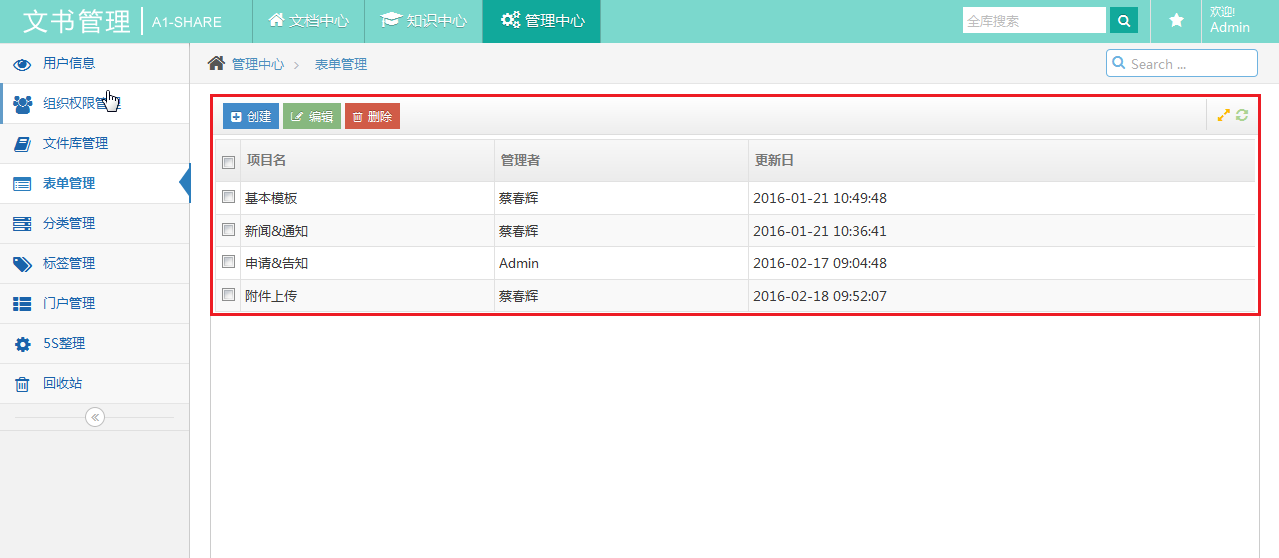 文书管理 A1-SHARE 文档中心 知识中心 管理中心 全库搜索 欢迎! Admin
用户信息
组织权限管理
文件库管理
表单管理
分类管理
标签管理
门户管理
5S整理
回收站
管理中心 > 表单管理 Search ...
创建 编辑 删除
项目名 管理者 更新日
基本模板 蔡春辉 2016-01-21 10:49:48
新闻&通知 蔡春辉 2016-01-21 10:36:41
申请&告知 Admin 2016-02-17 09:04:48
附件上传 蔡春辉 2016-02-18 09:52:07